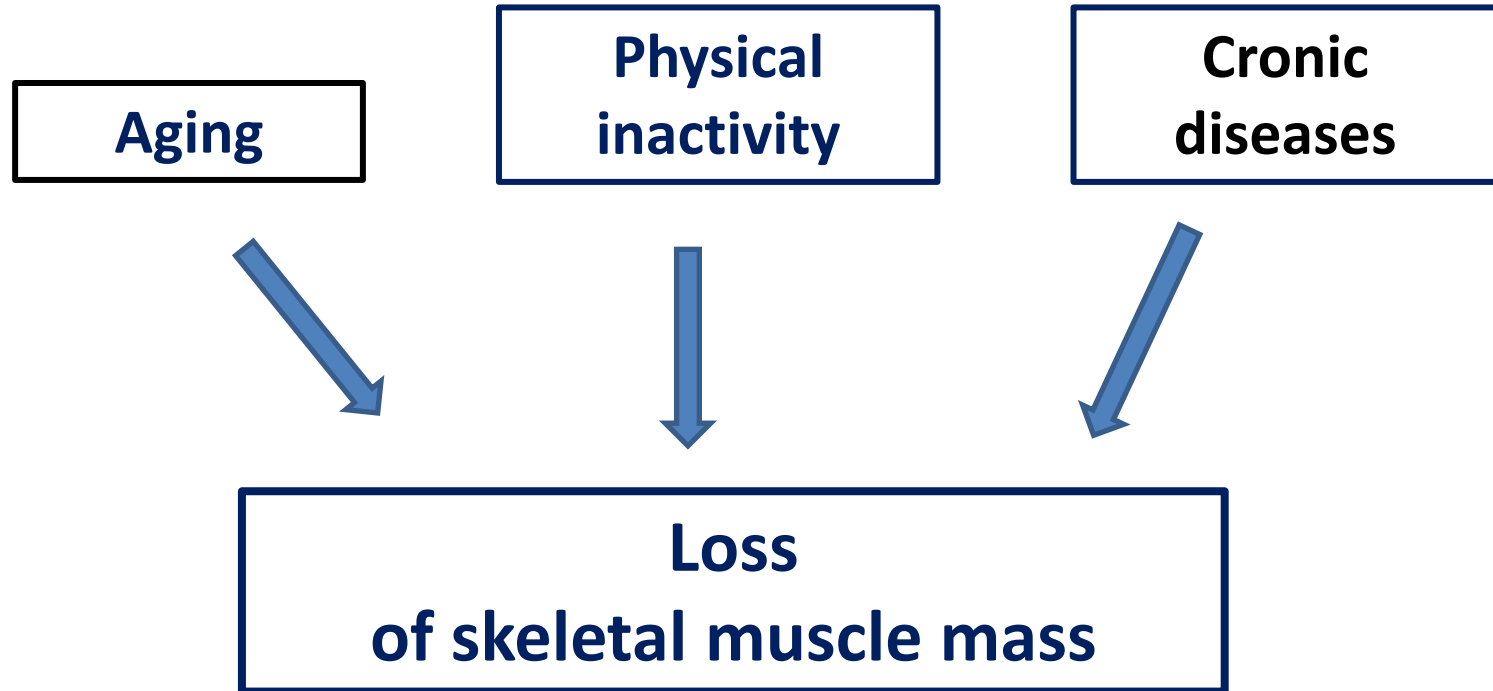 Aging
Physical
inactivity
Cronic
diseases
Loss
of skeletal muscle mass